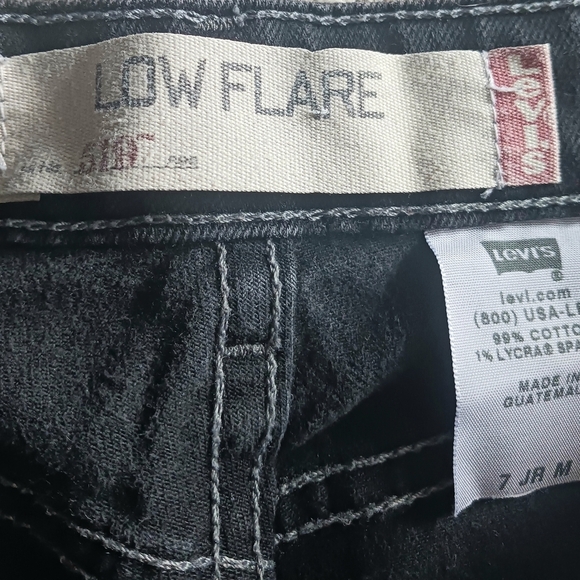 LOW FLARE
LEVI'S
LEVI'S
levi.com
(800) USA-LE
99% COTTO
1% LYCRA® SPA
MADE IN
GUATEMAL
7 JR M